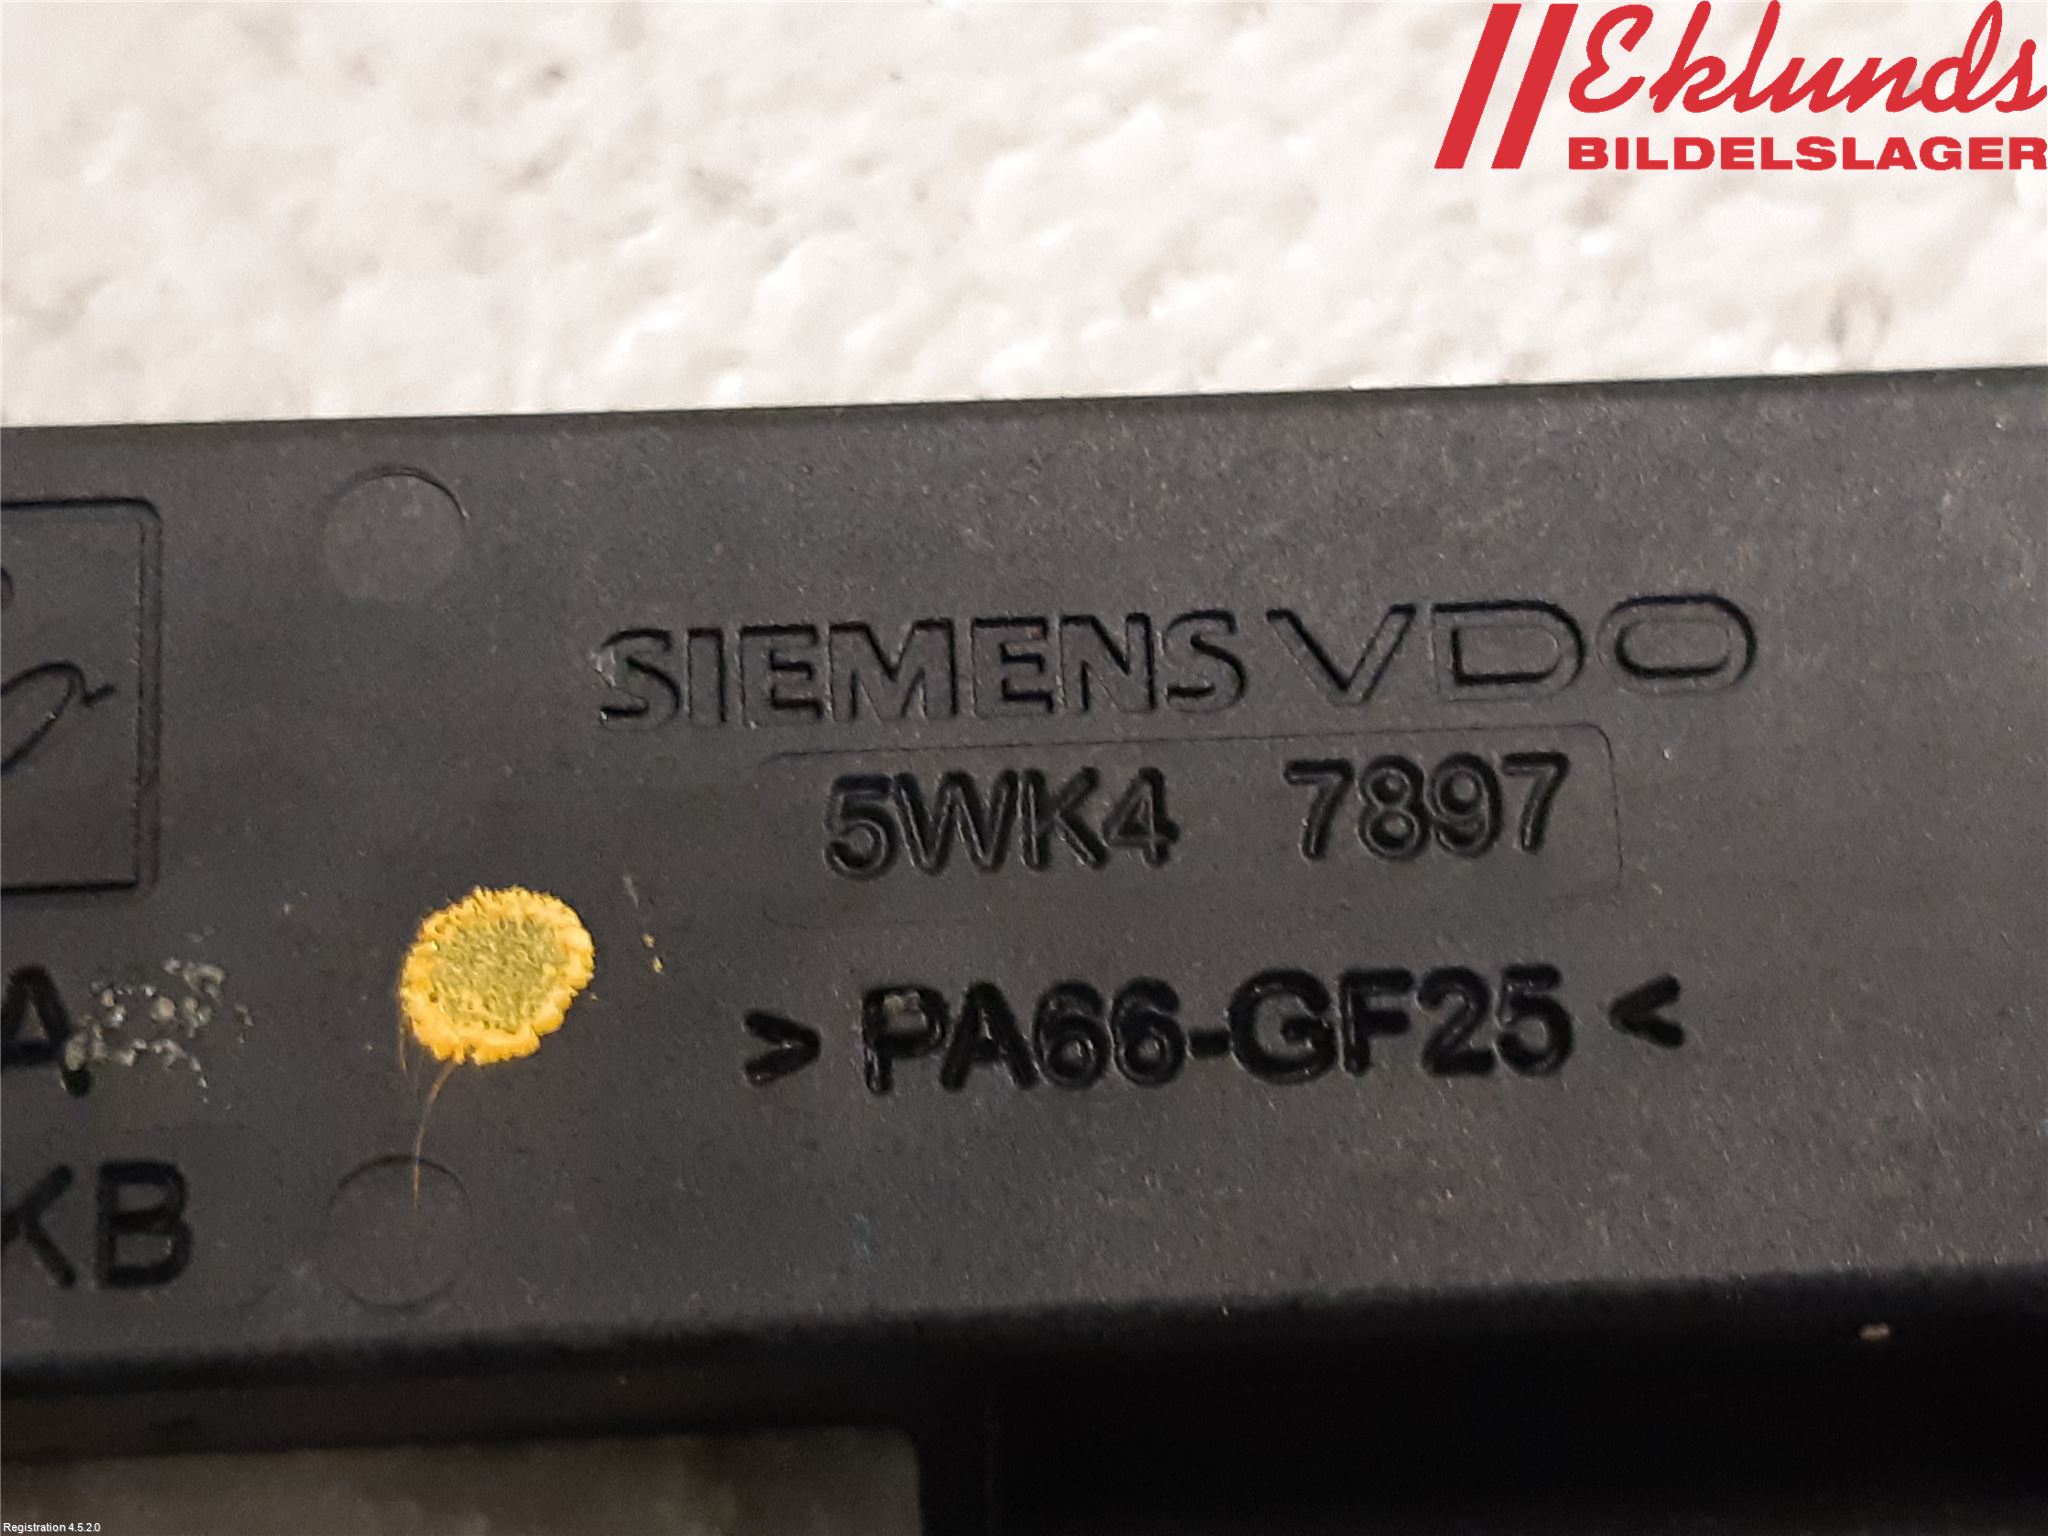 Eklunds
BILDELSLAGER
SIEMENS VDO
5WK4 7897
A
>PA66-GF25<
KB
Registration 4.5.2.0